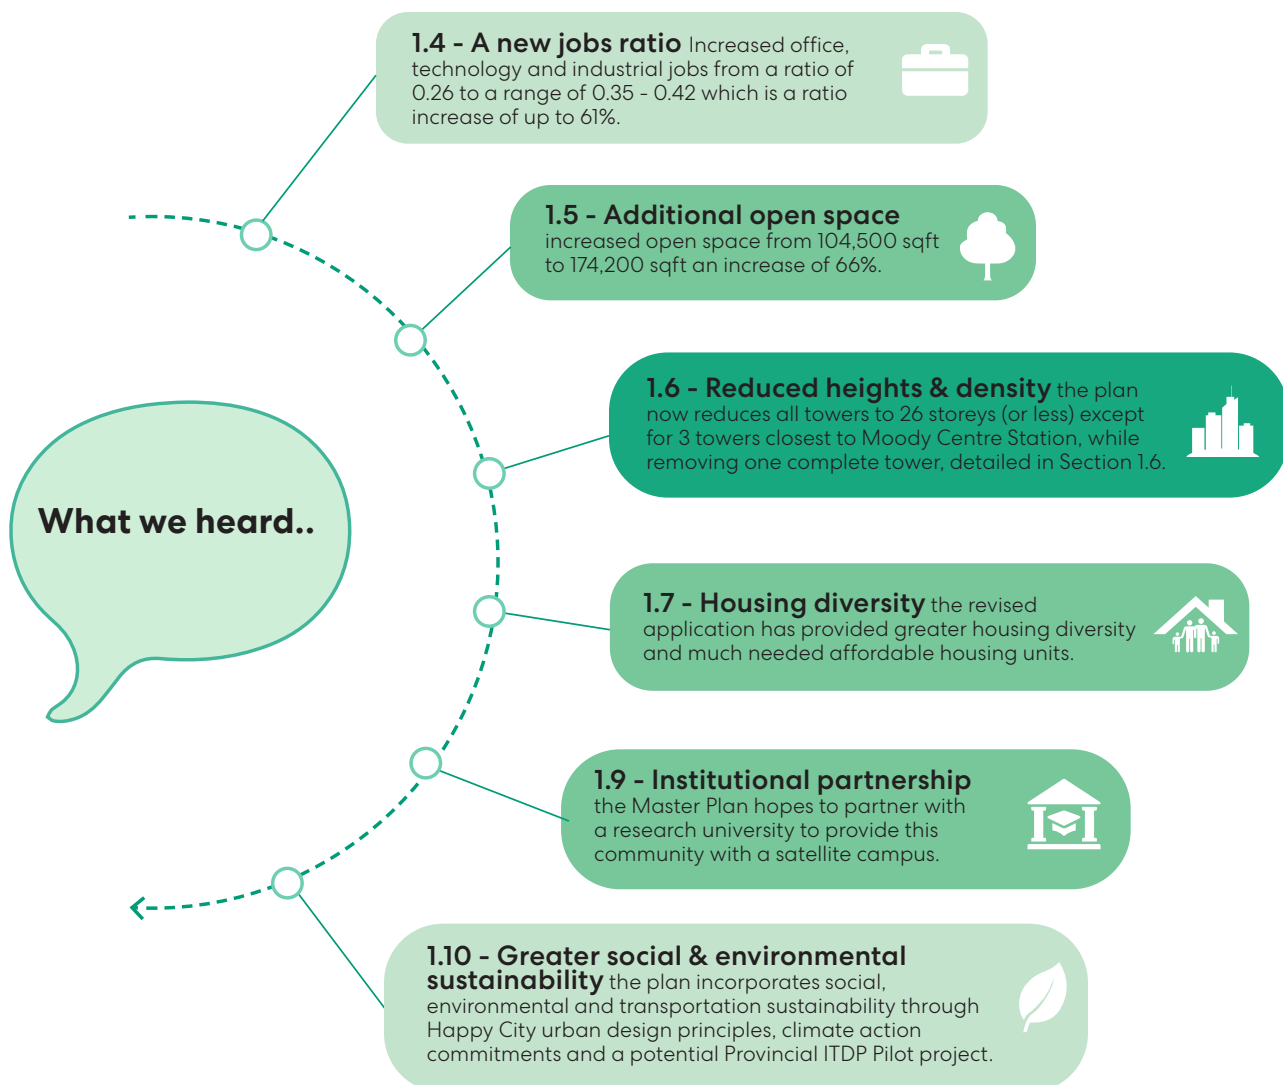 1.4 - A new jobs ratio Increased office,
technology and industrial jobs from a ratio of
0.26 to a range of 0.35 - 0.42 which is a ratio
increase of up to 61%.
1.5 - Additional open space
increased open space from 104,500 sqft
to 174,200 sqft an increase of 66%.
1.6 - Reduced heights & density the plan
now reduces all towers to 26 storeys (or less) except
for 3 towers closest to Moody Centre Station, while
removing one complete tower, detailed in Section 1.6.
What we heard..
1.7 - Housing diversity the revised
application has provided greater housing diversity
and much needed affordable housing units.
1.9 - Institutional partnership
the Master Plan hopes to partner with
a research university to provide this
community with a satellite campus.
1.10 - Greater social & environmental
sustainability the plan incorporates social,
environmental and transportation sustainability through
Happy City urban design principles, climate action
commitments and a potential Provincial ITDP Pilot project.